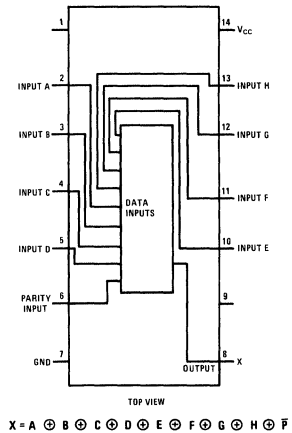 1
14 VCC
2
INPUT A
13
INPUT H
3
INPUT B
12
INPUT G
4
INPUT C
DATA
INPUTS
11
INPUT F
5
INPUT D
10
INPUT E
PARITY
INPUT
6
9
GND 7
OUTPUT
8
X
TOP VIEW
X = A ⊕ B ⊕ C ⊕ D ⊕ E ⊕ F ⊕ G ⊕ H ⊕ P̅